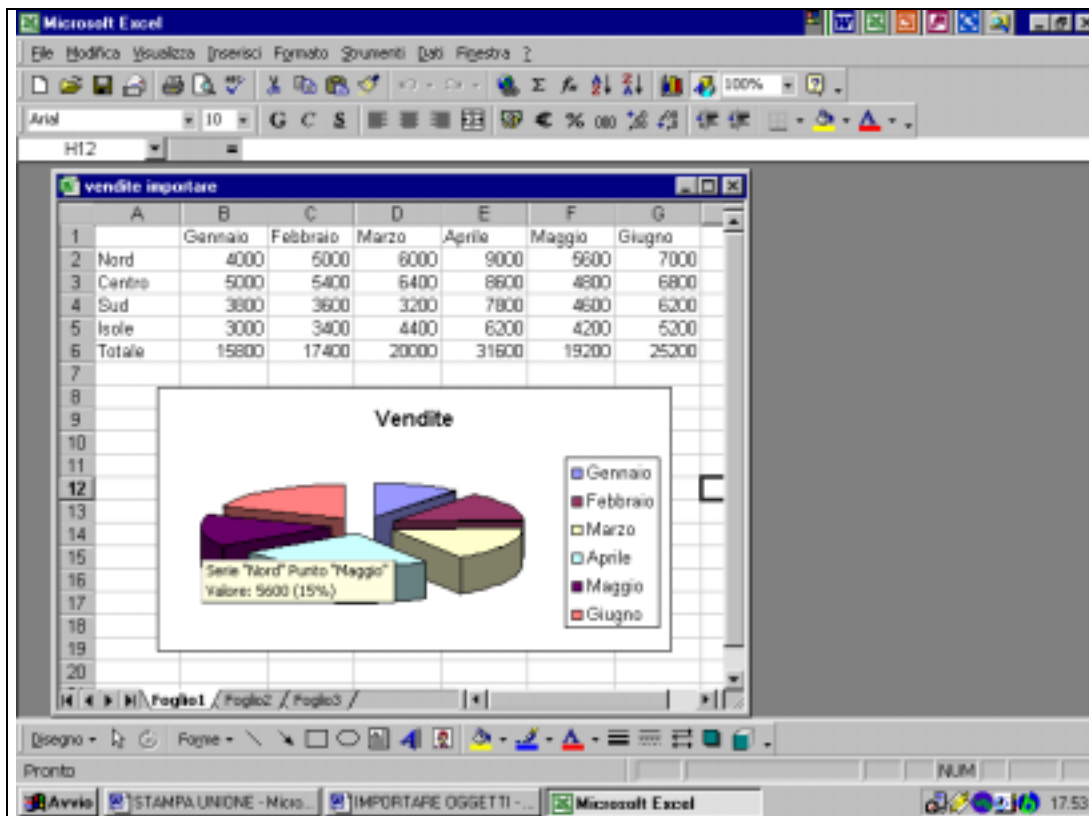 Microsoft Excel
File Modifica Visualizza Inserisci Formato Strumenti Dati Finestra ?
100%
Arial 10 G C S € % 000
H12 =
vendite importare
A B C D E F G
1 Gennaio Febbraio Marzo Aprile Maggio Giugno
2 Nord 4000 5000 6000 9000 5600 7000
3 Centro 5000 5400 6400 8600 4800 6800
4 Sud 3800 3600 3200 7800 4600 6200
5 Isole 3000 3400 4400 6200 4200 5200
6 Totale 15800 17400 20000 31600 19200 25200
7
8
9
10
11
12
13
14
15
16
17
18
19
20
Vendite
Gennaio
Febbraio
Marzo
Aprile
Maggio
Giugno
Serie "Nord" Punto "Maggio"
Valore: 5600 (15%)
Foglio1 Foglio2 Foglio3
Disegno Forme
Pronto NUM
Avvio STAMPA UNIONE - Micro... IMPORTARE OGGETTI - ... Microsoft Excel 17.53